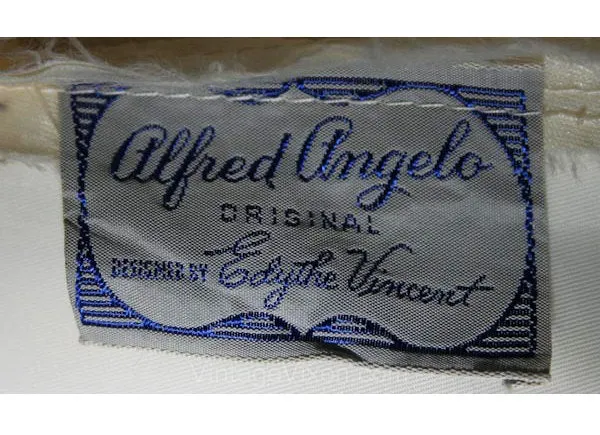 Alfred Angelo
ORIGINAL
DESIGNED BY Edythe Vincent